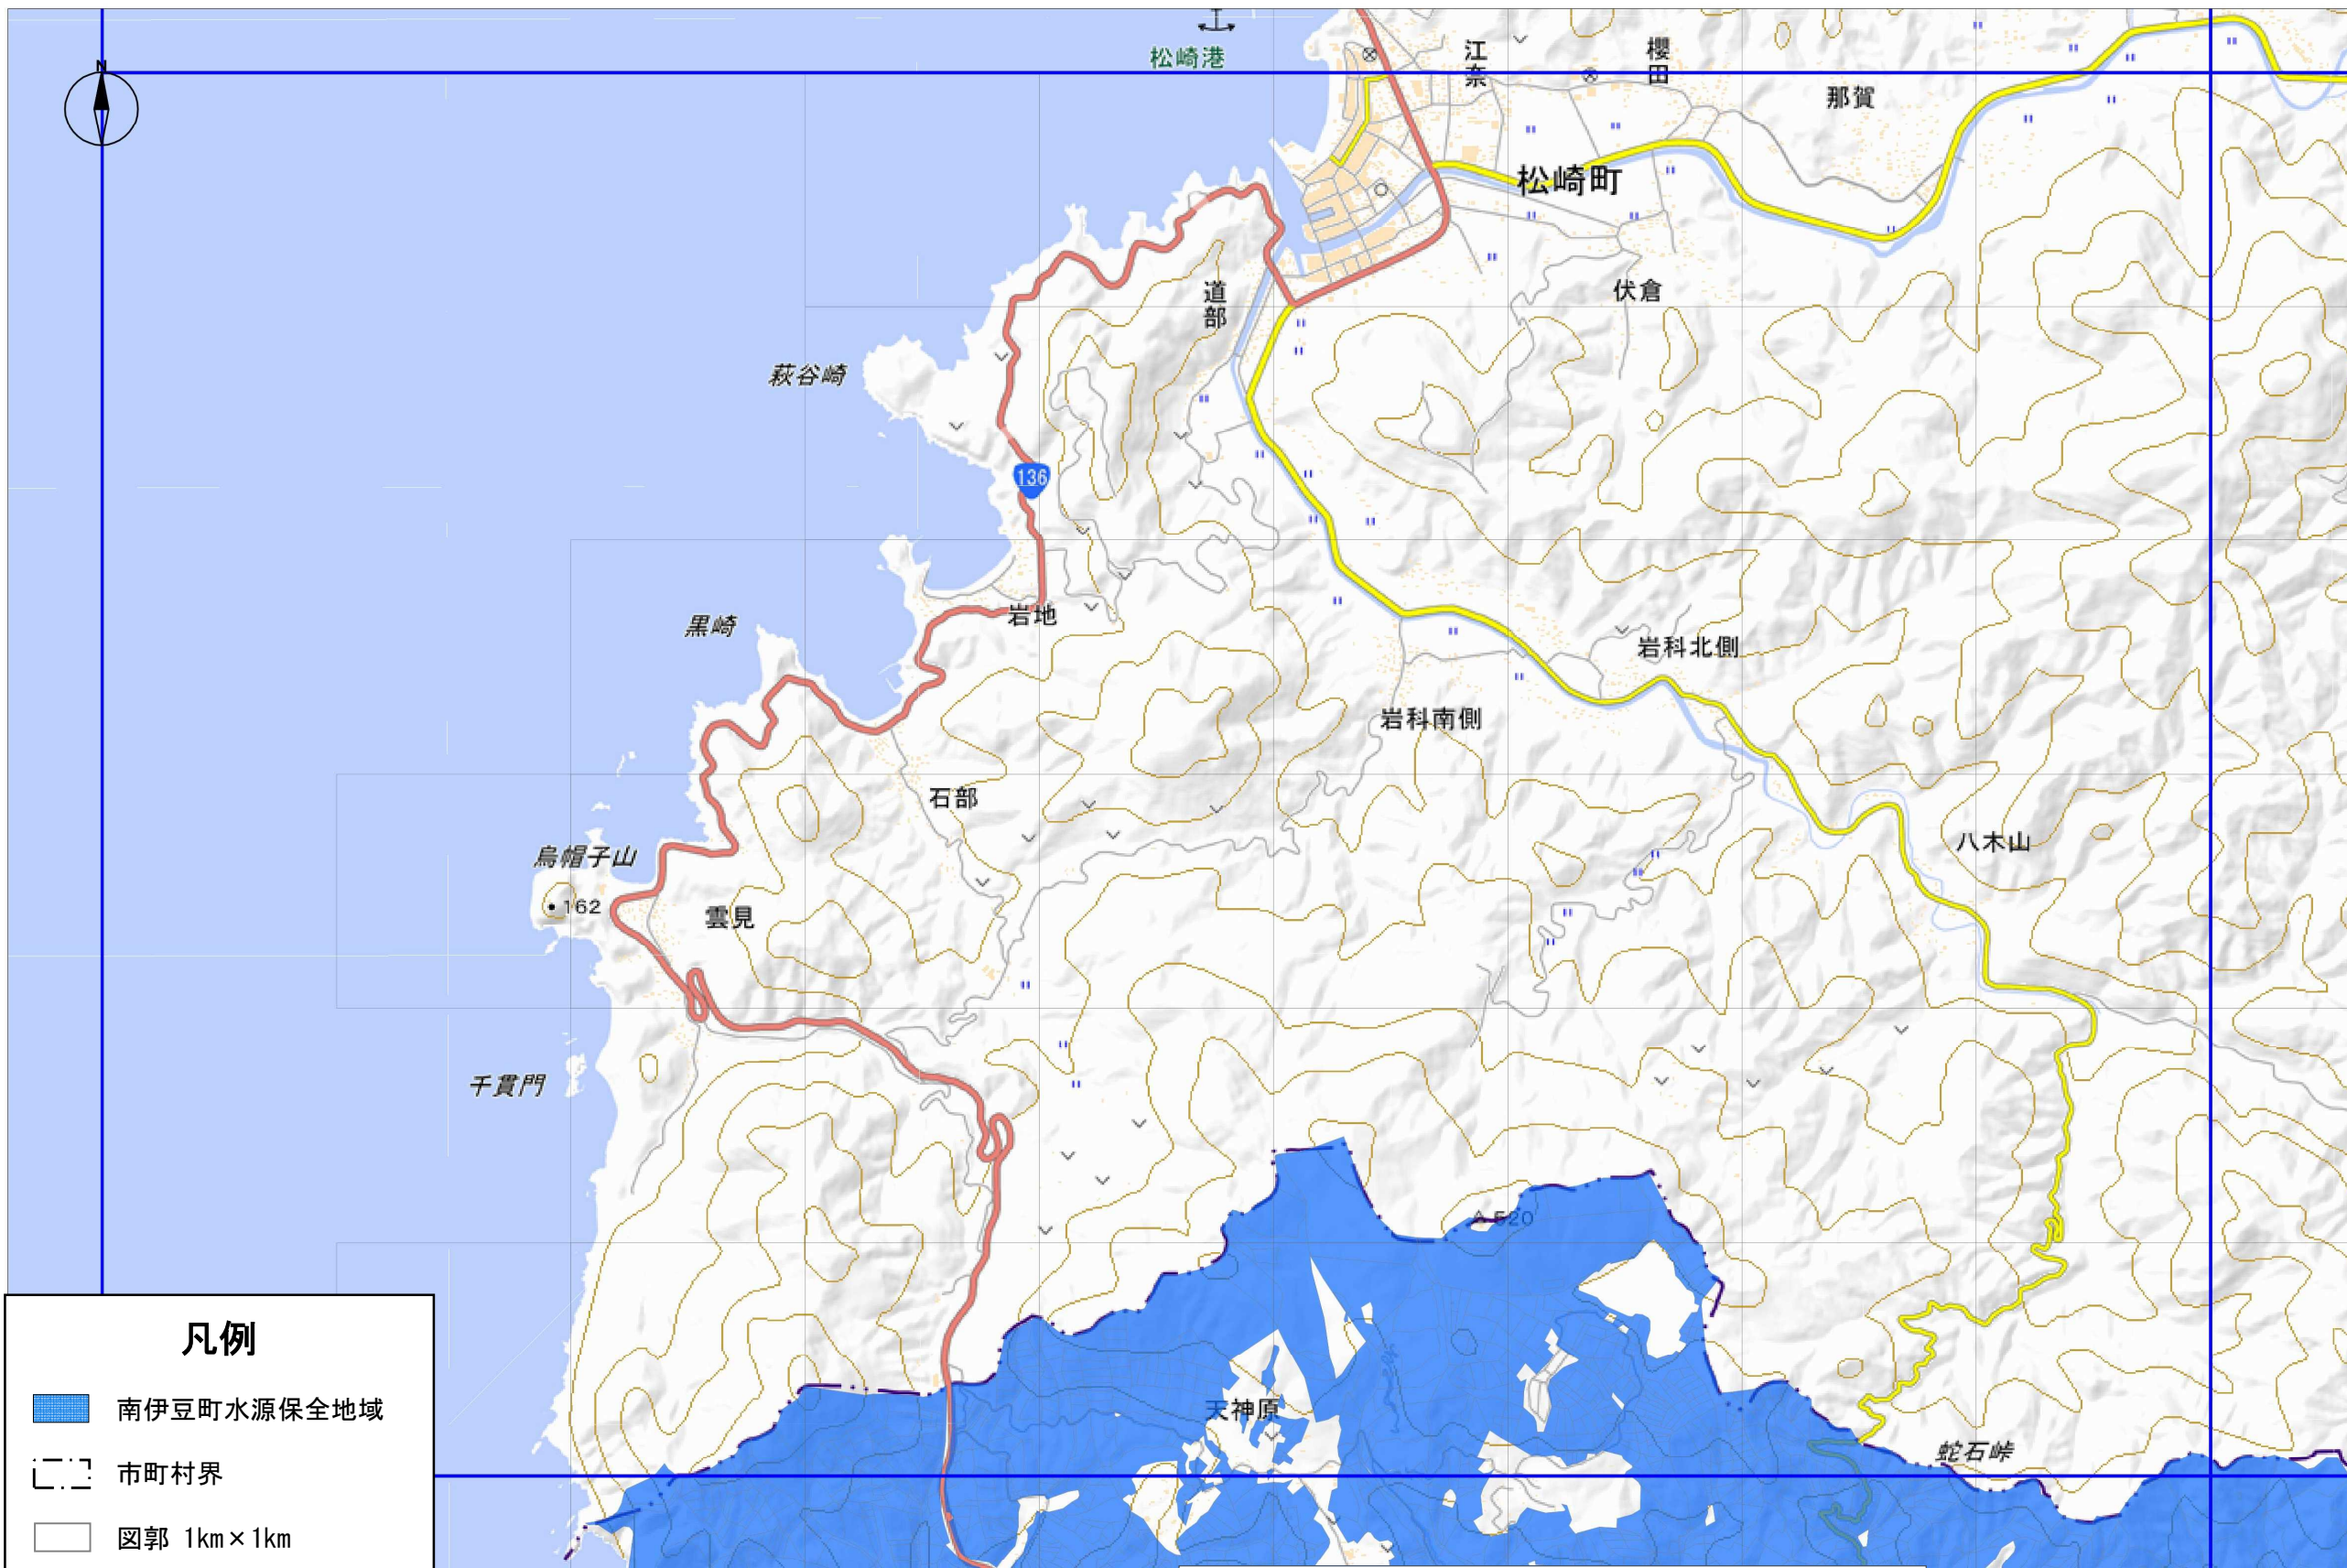 松崎港
江奈
櫻田
那賀
N
松崎町
道部
伏倉
萩谷崎
136
岩地
黒崎
岩科北側
岩科南側
石部
八木山
烏帽子山
162
雲見
千貫門
520
天神原
蛇石峠
凡例
南伊豆町水源保全地域
市町村界
図郭 1km×1km